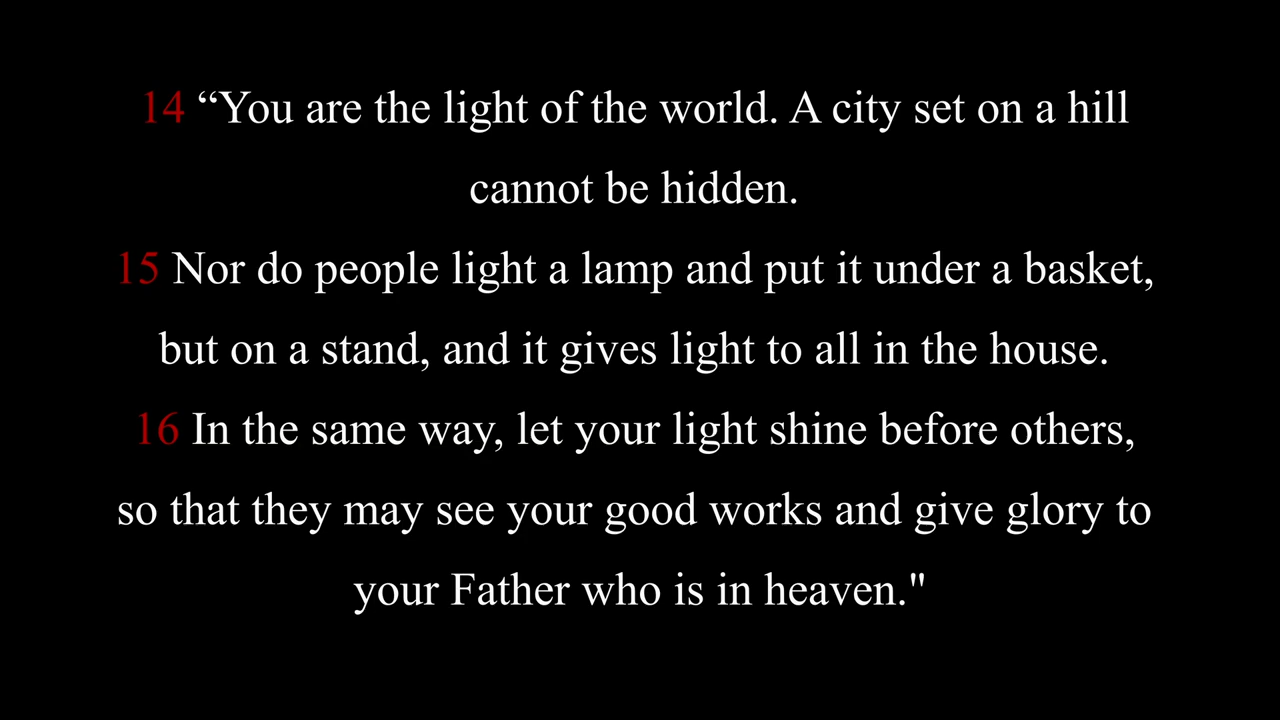 14 “You are the light of the world. A city set on a hill
cannot be hidden.
15 Nor do people light a lamp and put it under a basket,
but on a stand, and it gives light to all in the house.
16 In the same way, let your light shine before others,
so that they may see your good works and give glory to
your Father who is in heaven."